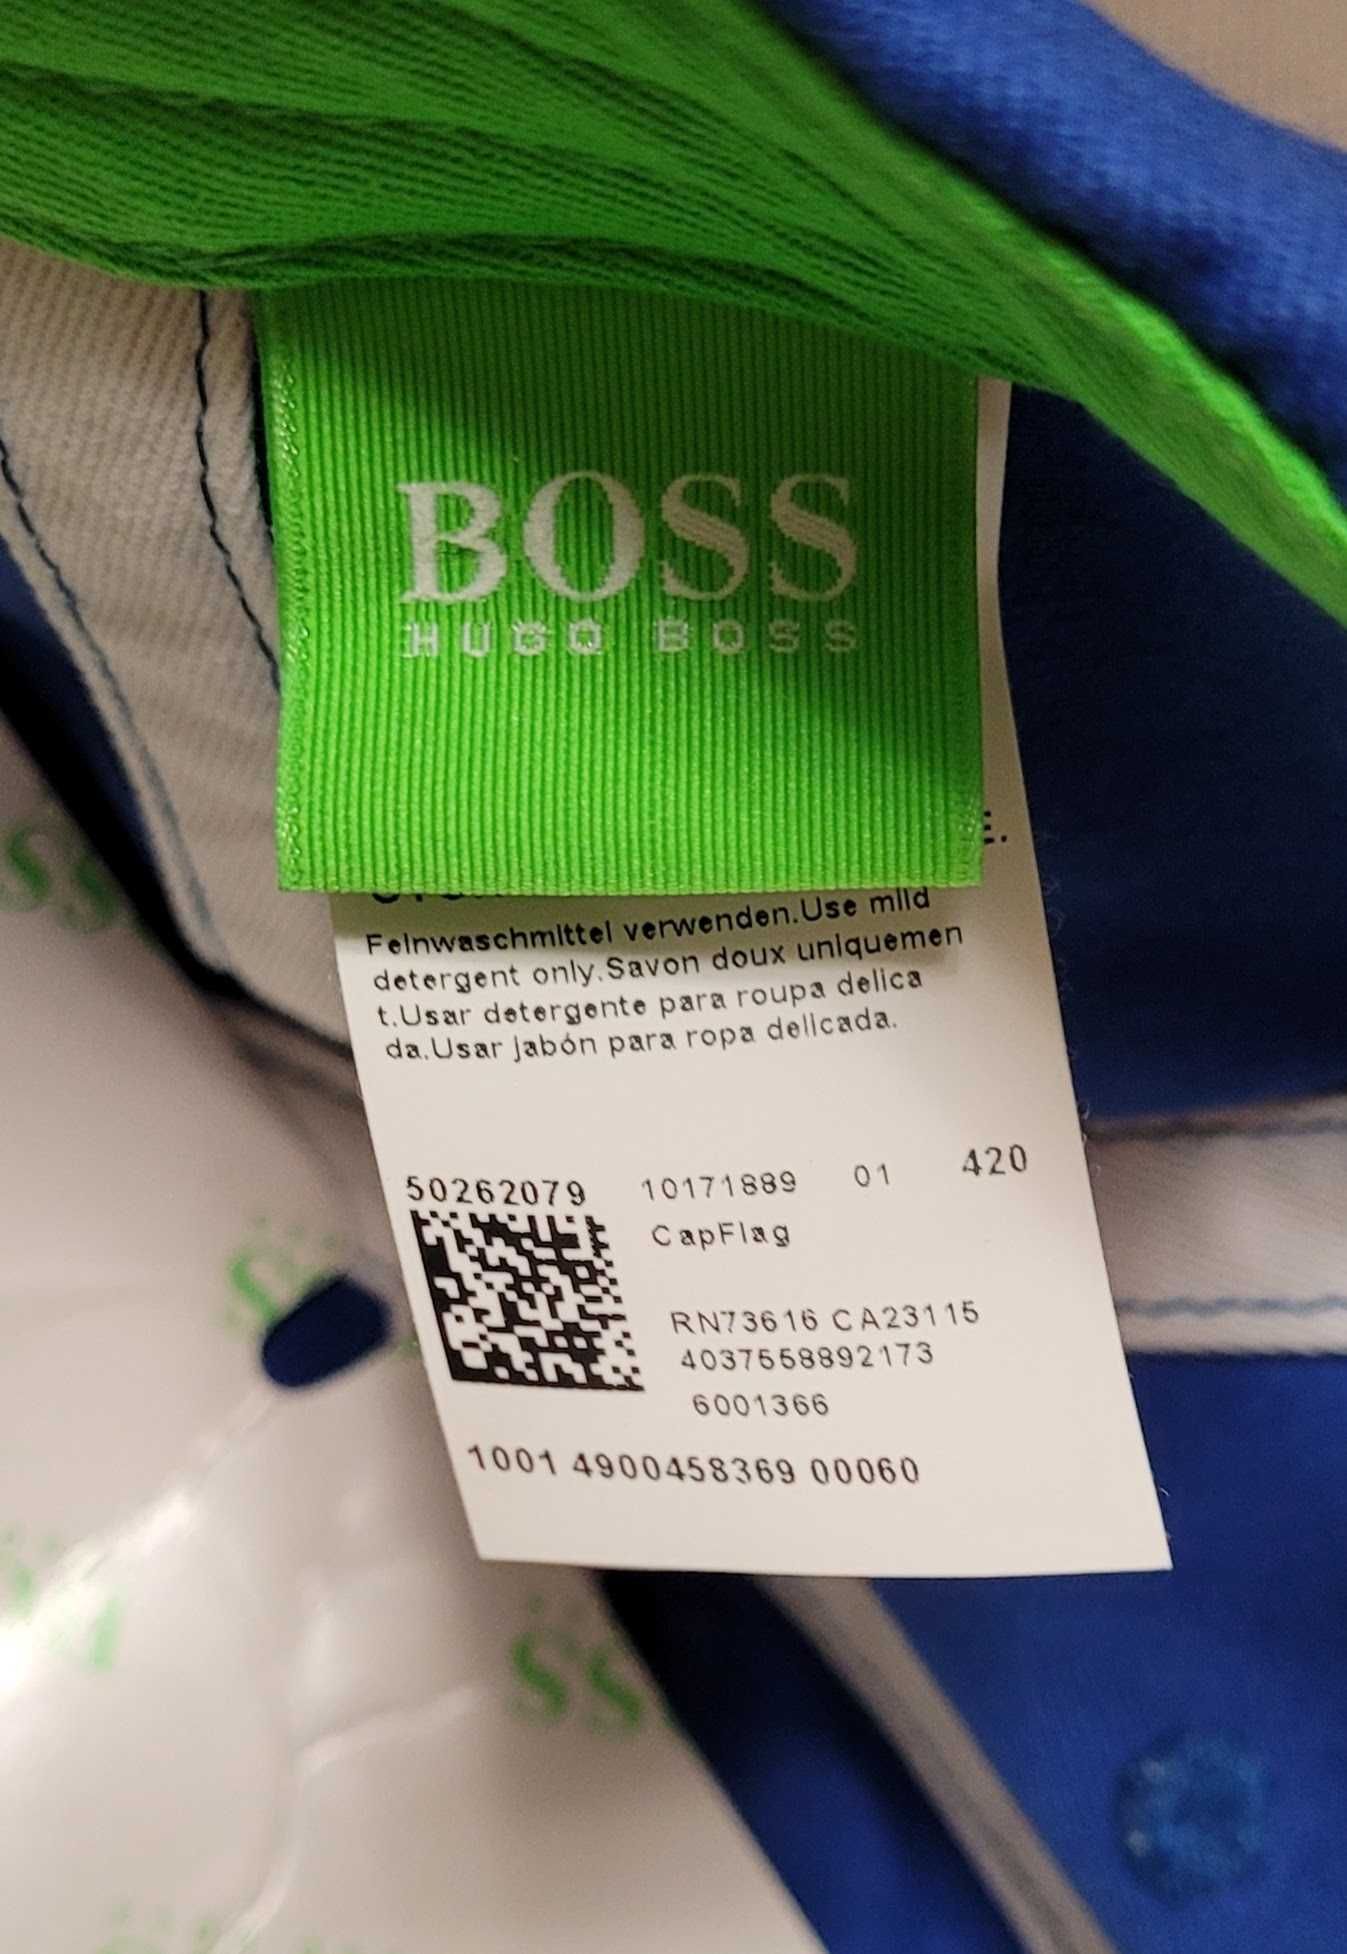 BOSS
HUGO BOSS
E.
Feinwaschmittel verwenden.Use mild
detergent only.Savon doux uniquemen
t.Usar detergente para roupa delica
da.Usar jabón para ropa delicada.
50262079 10171889 01 420
CapFlag
RN73616 CA23115
4037558892173
6001366
1001 4900458369 00060
SS